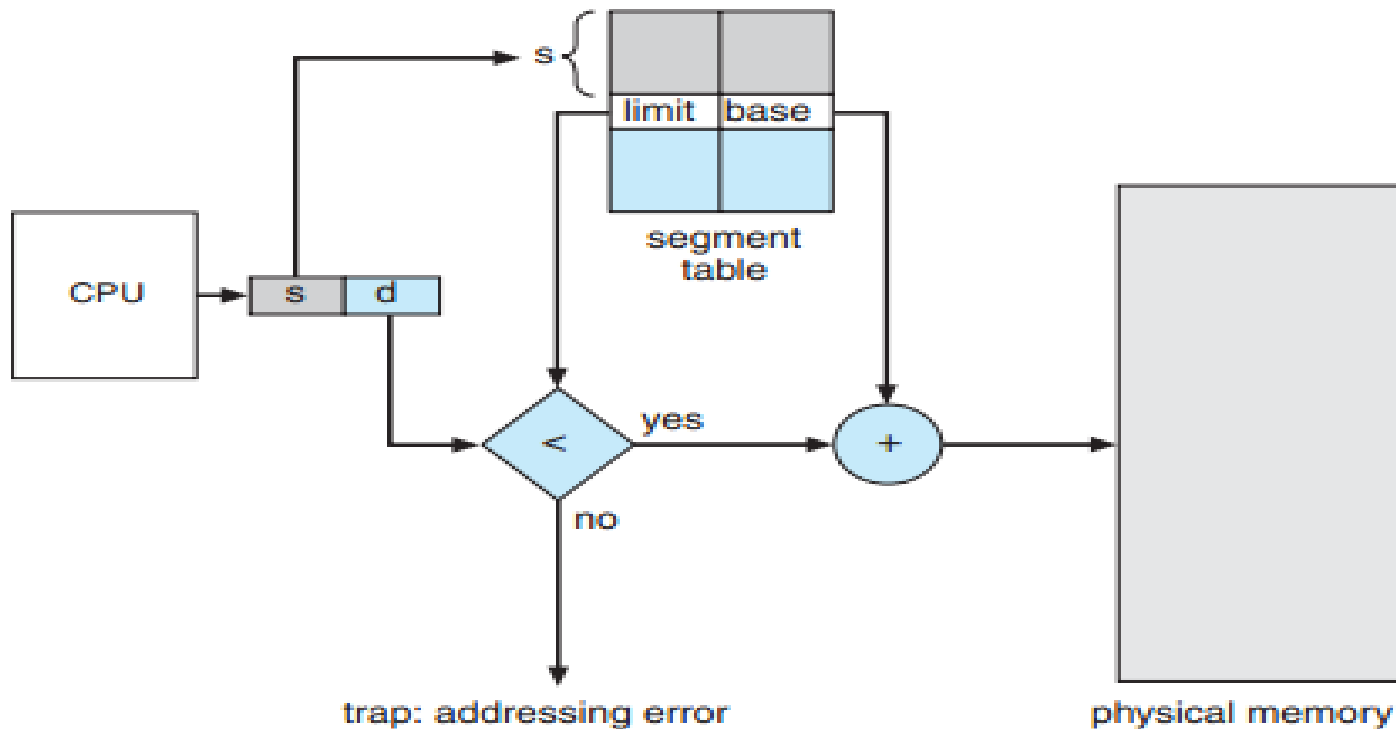 s
limit base
segment
table
CPU
s d
<
yes
+
no
trap: addressing error
physical memory